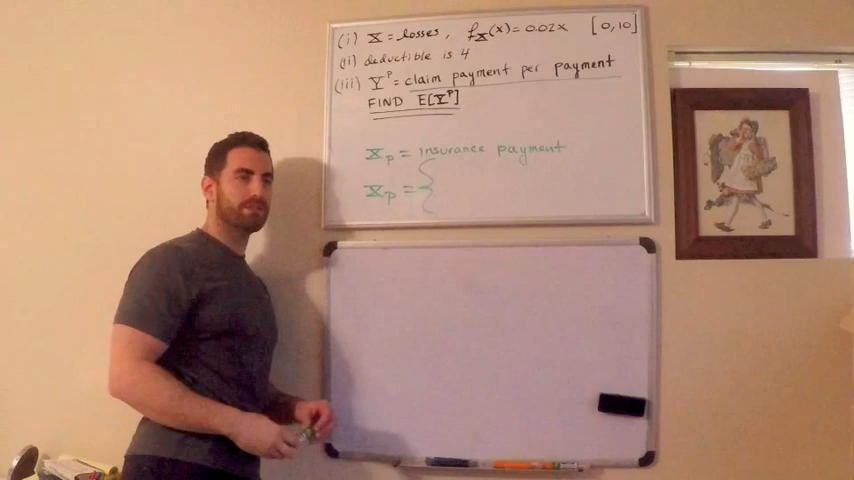 (i) X = losses, f_X(x) = 0.02x [0,10]
(ii) deductible is 4
(iii) Y^P = claim payment per payment
FIND E[Y^P]
X_p = insurance payment
X_p = {